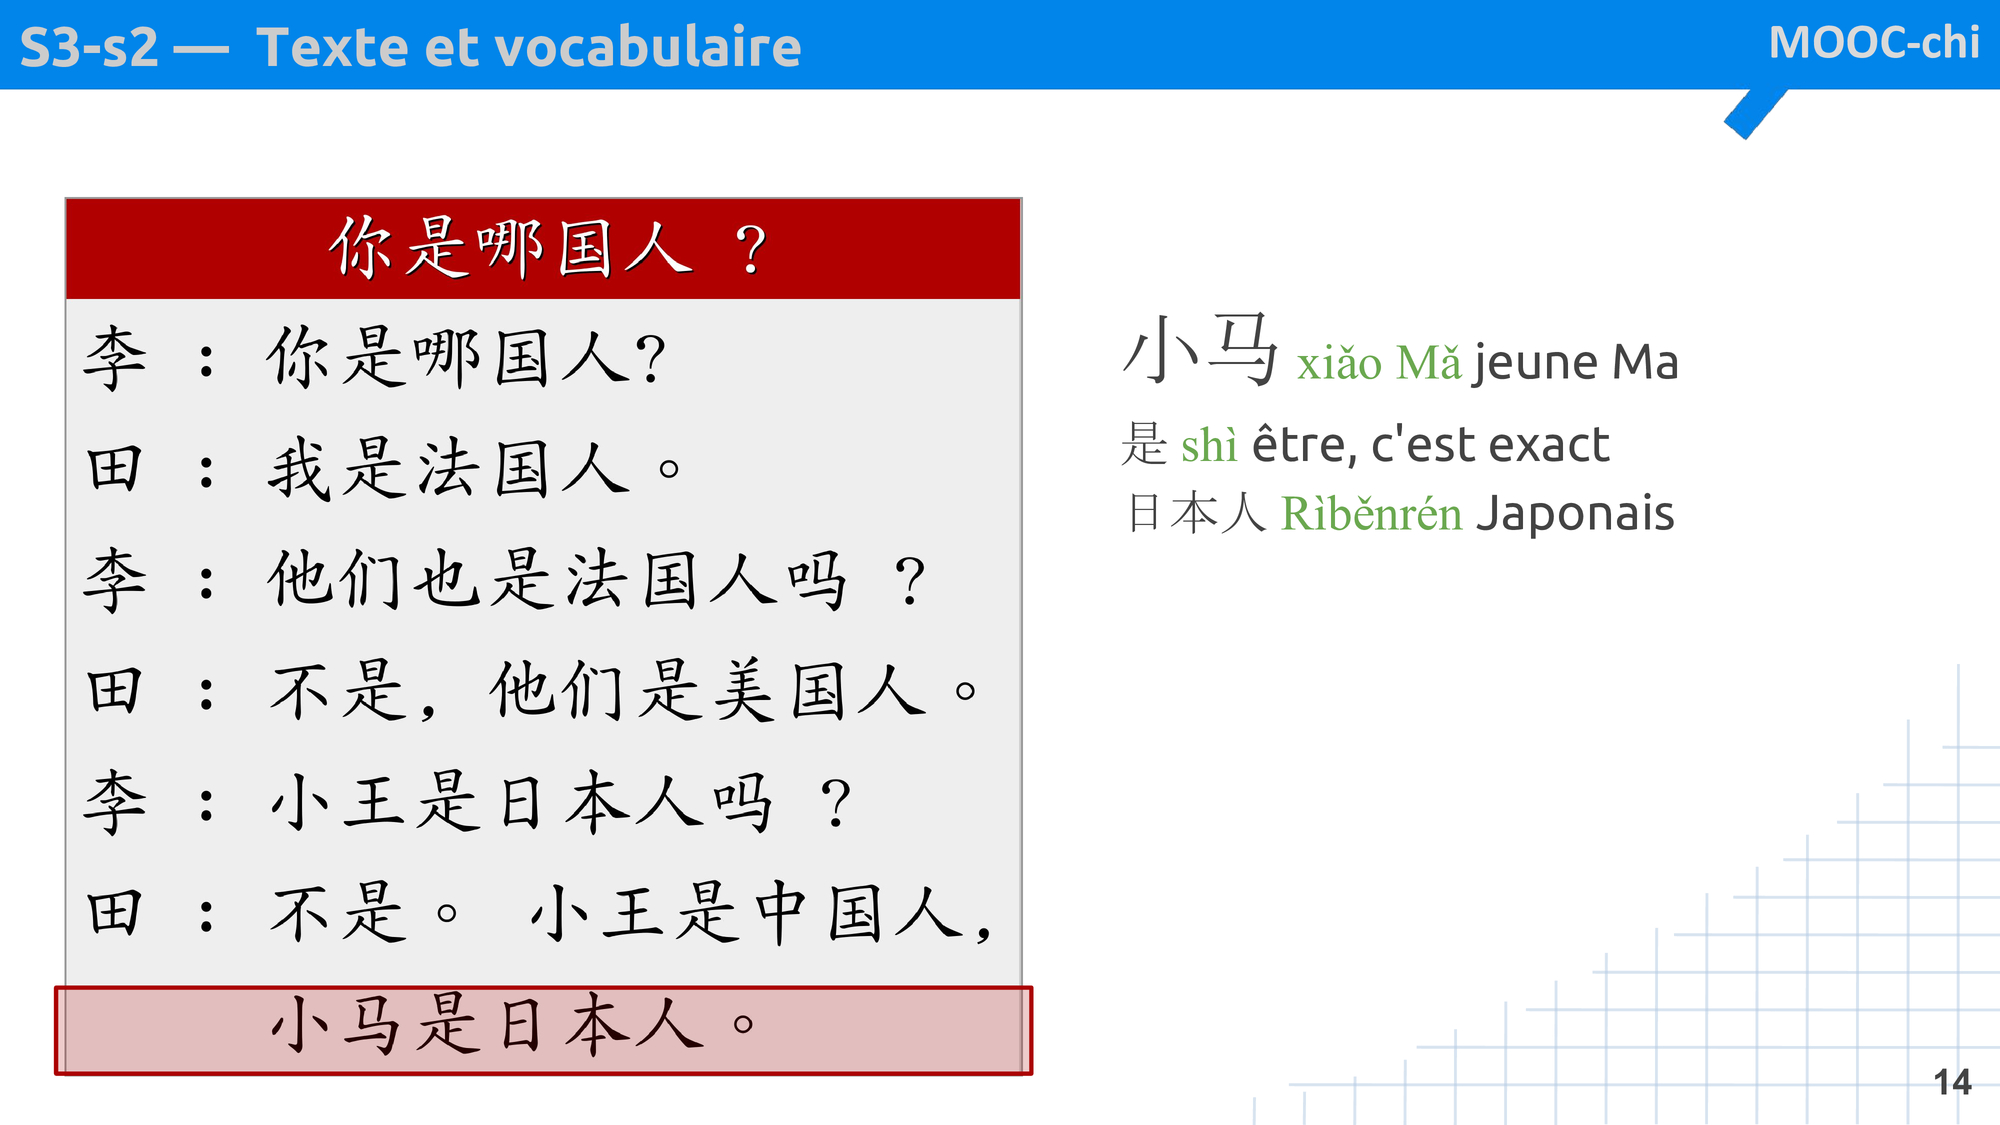 S3-s2 — Texte et vocabulaire
MOOC-chi
你是哪国人 ?
李 : 你是哪国人?
田 : 我是法国人。
李 : 他们也是法国人吗 ?
田 : 不是, 他们是美国人。
李 : 小王是日本人吗 ?
田 : 不是。 小王是中国人,
小马是日本人。
小马 xiǎo Mǎ jeune Ma
是 shì être, c'est exact
日本人 Rìběnrén Japonais
14